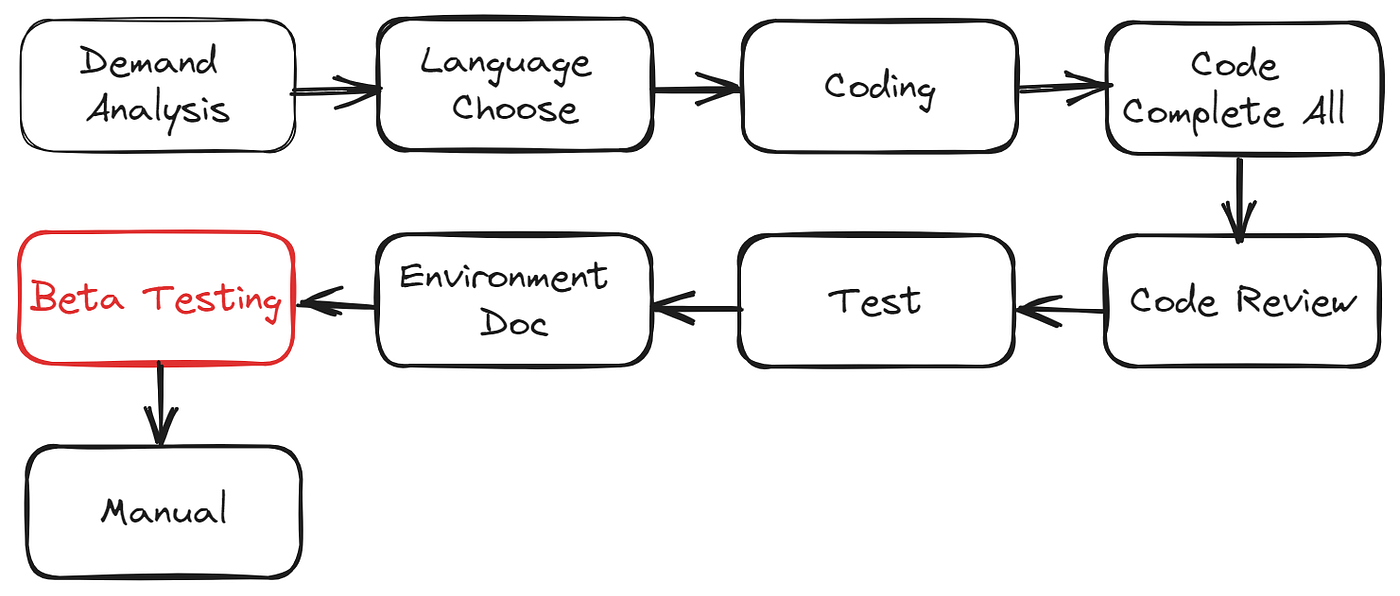 Demand
Analysis
Language
Choose
Coding
Code
Complete All
Code Review
Test
Environment
Doc
Beta Testing
Manual